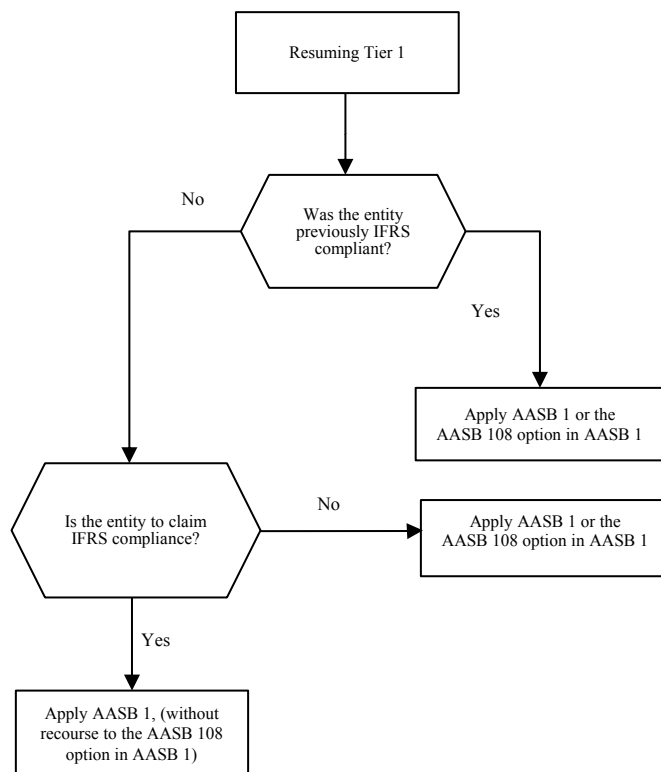 Resuming Tier 1
No
Was the entity
previously IFRS
compliant?
Yes
Apply AASB 1 or the
AASB 108 option in AASB 1
Is the entity to claim
IFRS compliance?
No
Apply AASB 1 or the
AASB 108 option in AASB 1
Yes
Apply AASB 1, (without
recourse to the AASB 108
option in AASB 1)